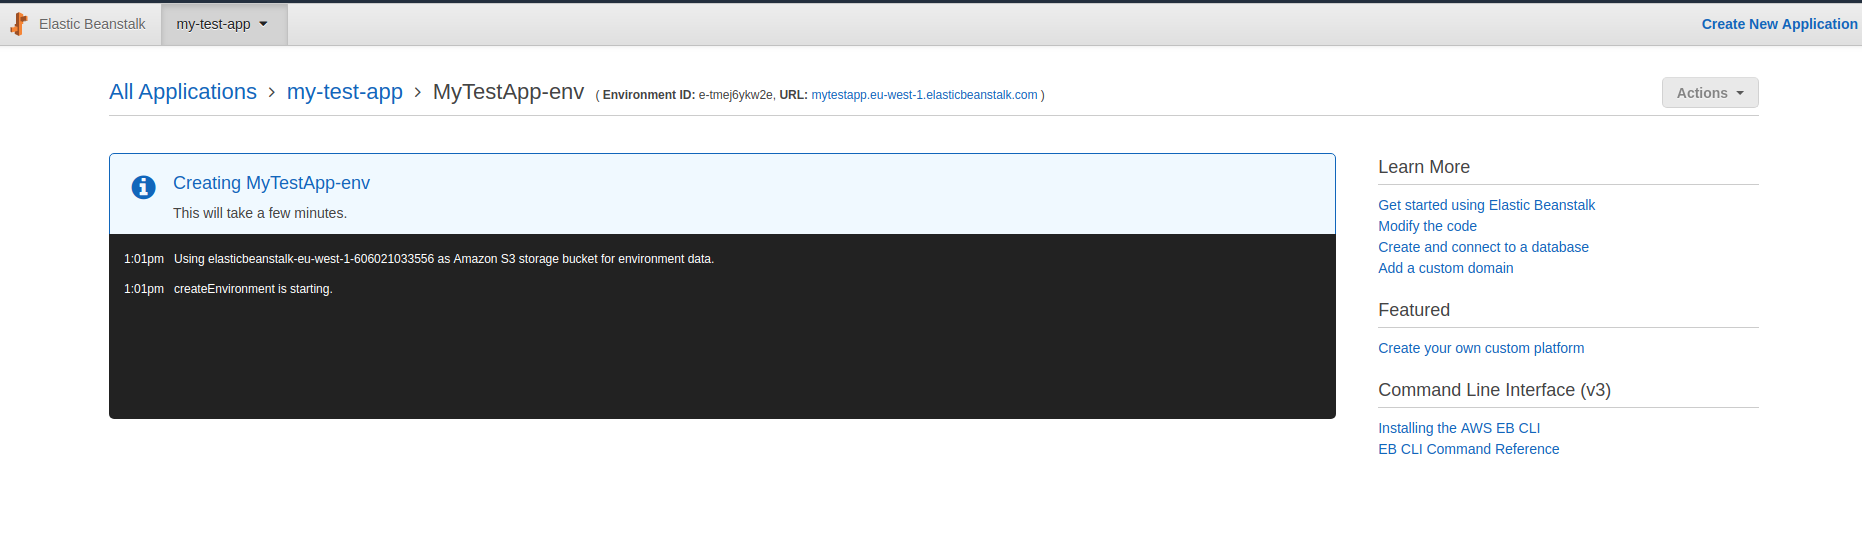 Elastic Beanstalk my-test-app Create New Application
All Applications > my-test-app > MyTestApp-env ( Environment ID: e-tmej6ykw2e, URL: mytestapp.eu-west-1.elasticbeanstalk.com ) Actions
Creating MyTestApp-env
This will take a few minutes.
1:01pm Using elasticbeanstalk-eu-west-1-606021033556 as Amazon S3 storage bucket for environment data.
1:01pm createEnvironment is starting.
Learn More
Get started using Elastic Beanstalk
Modify the code
Create and connect to a database
Add a custom domain
Featured
Create your own custom platform
Command Line Interface (v3)
Installing the AWS EB CLI
EB CLI Command Reference